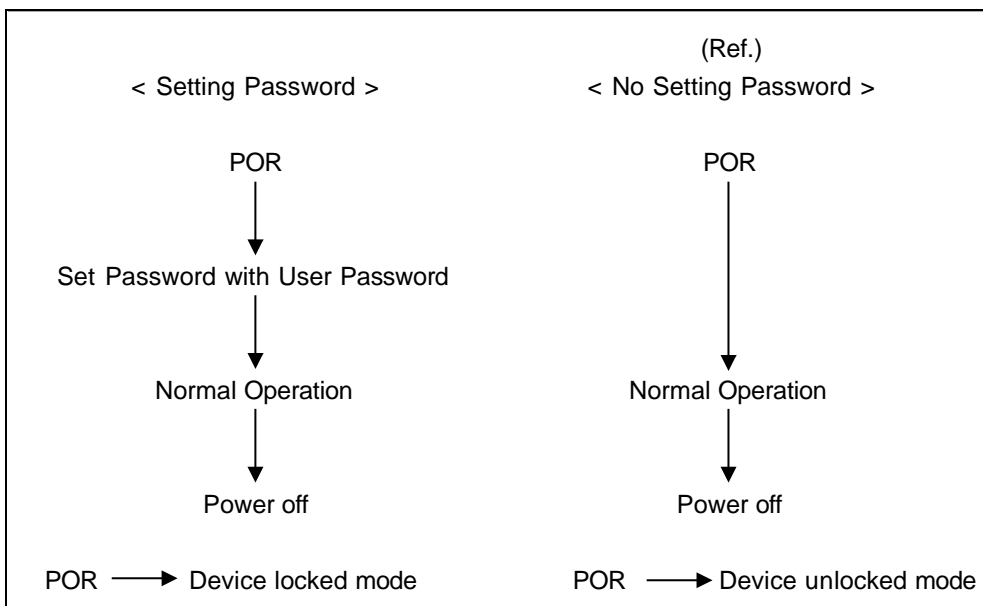 (Ref.)
< Setting Password >
< No Setting Password >
POR
POR
Set Password with User Password
Normal Operation
Normal Operation
Power off
Power off
POR
Device locked mode
POR
Device unlocked mode